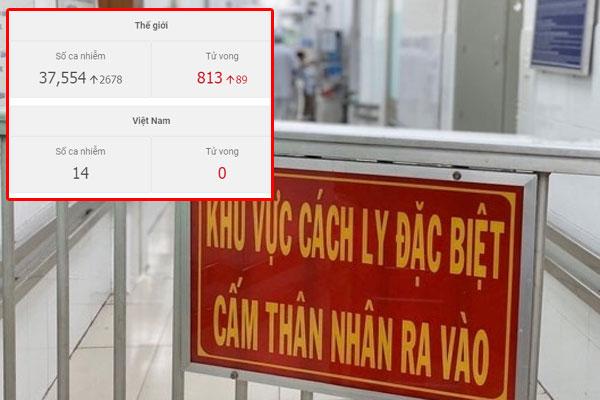 Thế giới
Số ca nhiễm
Tử vong
37,554 ↑2678
813 ↑89
Việt Nam
Số ca nhiễm
Tử vong
14
0
KHU VỰC CÁCH LY ĐẶC BIỆT
CẤM THÂN NHÂN RA VÀO